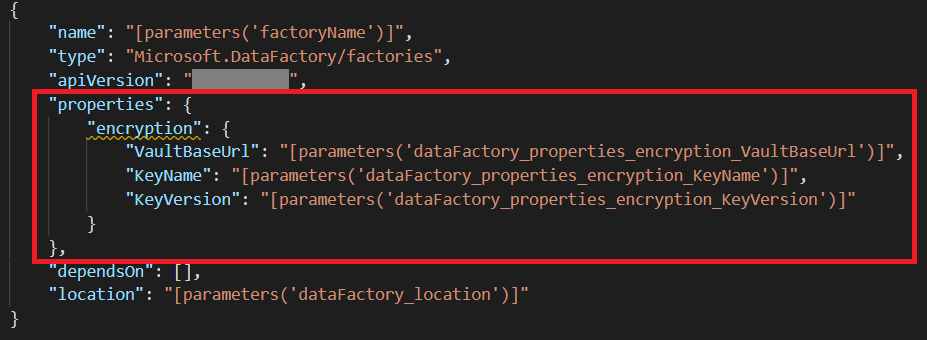 {
"name": "[parameters('factoryName')]",
"type": "Microsoft.DataFactory/factories",
"apiVersion": " ",
"properties": {
"encryption": {
"VaultBaseUrl": "[parameters('dataFactory_properties_encryption_VaultBaseUrl')]",
"KeyName": "[parameters('dataFactory_properties_encryption_KeyName')]",
"KeyVersion": "[parameters('dataFactory_properties_encryption_KeyVersion')]"
}
},
"dependsOn": [],
"location": "[parameters('dataFactory_location')]"
}